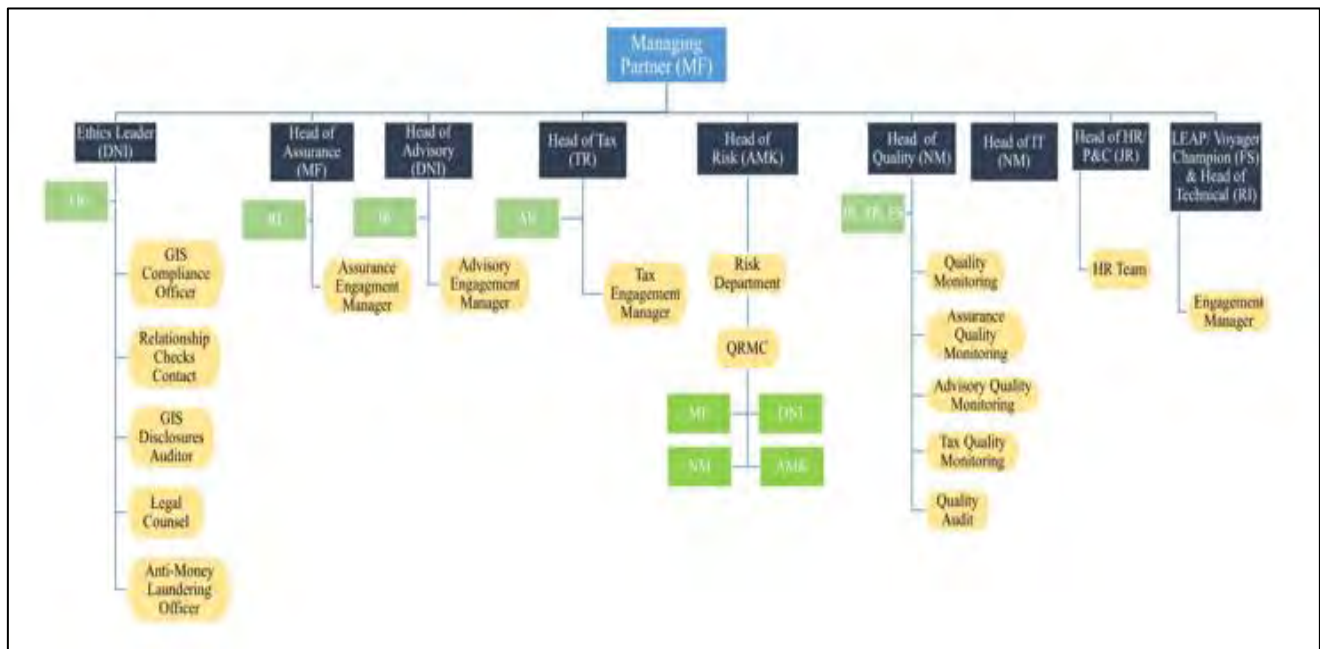 Managing
Partner (MF)
Ethics Leader
(DNI)
Head of
Assurance
(MF)
Head of
Advisory
(DNI)
Head of Tax
(TR)
Head of
Risk (AMK)
Head of
Quality (NM)
Head of IT
(NM)
Head of HR/
P&C (JR)
LEAP: Voyager
Champion (FS)
& Head of
Technical (RI)
RI
GIS
Compliance
Officer
Relationship
Checks
Contact
GIS
Disclosures
Auditor
Legal
Counsel
Anti-Money
Laundering
Officer
Assurance
Engagment
Manager
Advisory
Engagement
Manager
Tax
Engagement
Manager
Risk
Department
QRMC
MF
DNI
NM
AMK
Quality
Monitoring
Assurance
Quality
Monitoring
Advisory Quality
Monitoring
Tax Quality
Monitoring
Quality
Audit
HR Team
Engagement
Manager